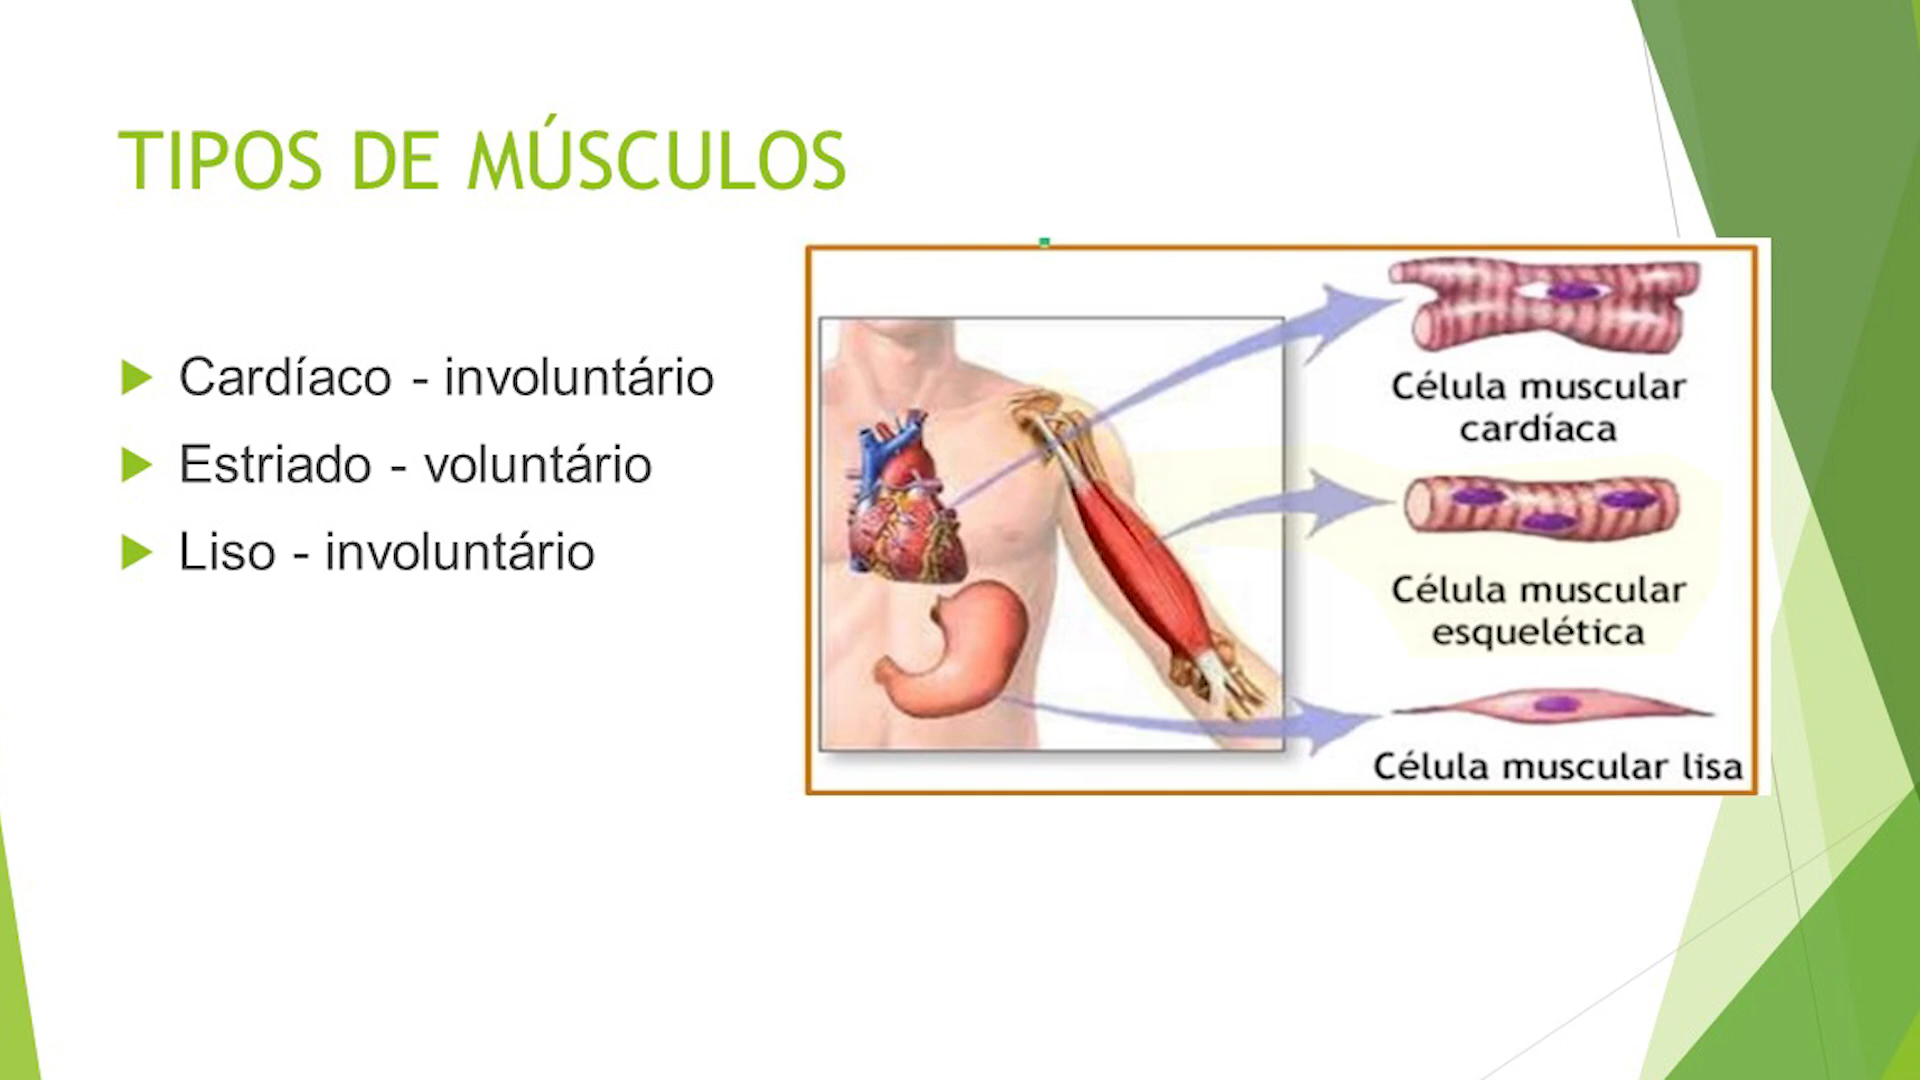 TIPOS DE MÚSCULOS
Cardíaco - involuntário
Estriado - voluntário
Liso - involuntário
Célula muscular
cardíaca
Célula muscular
esquelética
Célula muscular lisa